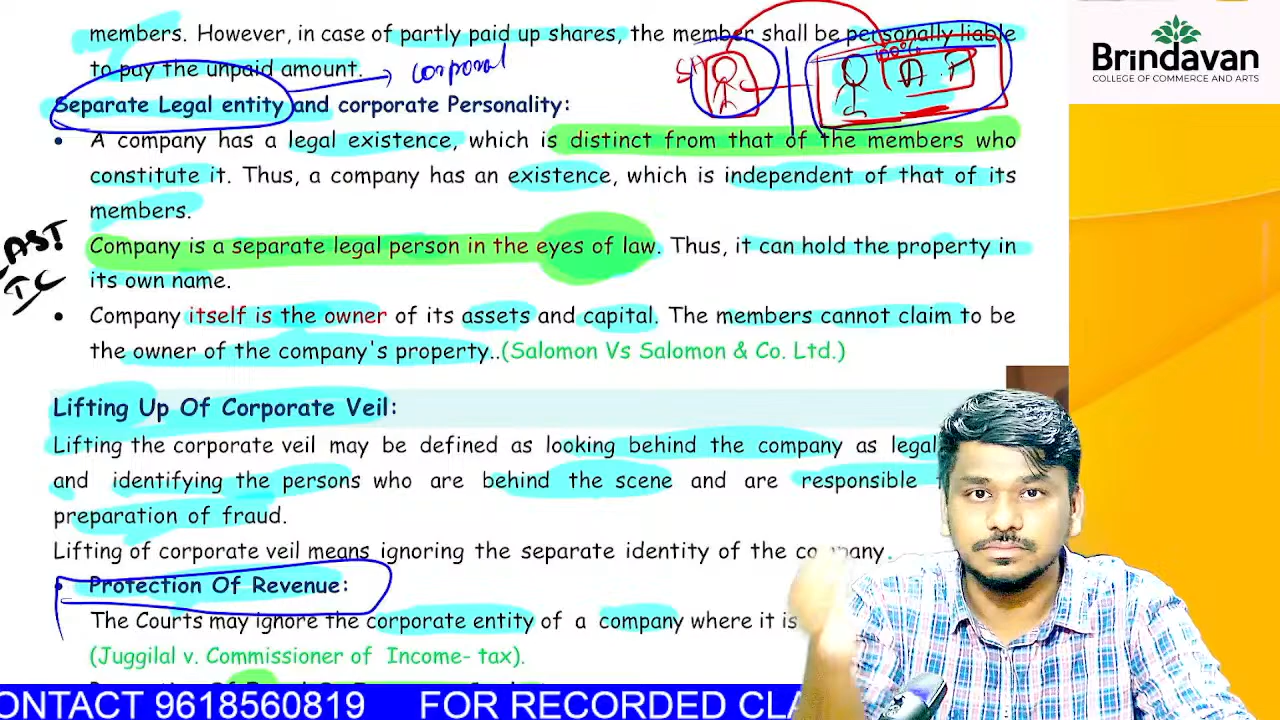 members. However, in case of partly paid up shares, the member shall be personally liable
to pay the unpaid amount.
corporal
Separate Legal entity and corporate Personality:
• A company has a legal existence, which is distinct from that of the members who
constitute it. Thus, a company has an existence, which is independent of that of its
members.
Company is a separate legal person in the eyes of law. Thus, it can hold the property in
its own name.
• Company itself is the owner of its assets and capital. The members cannot claim to be
the owner of the company's property..(Salomon Vs Salomon & Co. Ltd.)
Lifting Up Of Corporate Veil:
Lifting the corporate veil may be defined as looking behind the company as legal
and identifying the persons who are behind the scene and are responsible
preparation of fraud.
Lifting of corporate veil means ignoring the separate identity of the company.
• Protection Of Revenue:
The Courts may ignore the corporate entity of a company where it is
(Juggilal v. Commissioner of Income- tax).
Brindavan
COLLEGE OF COMMERCE AND ARTS
ONTACT 9618560819 FOR RECORDED CLA